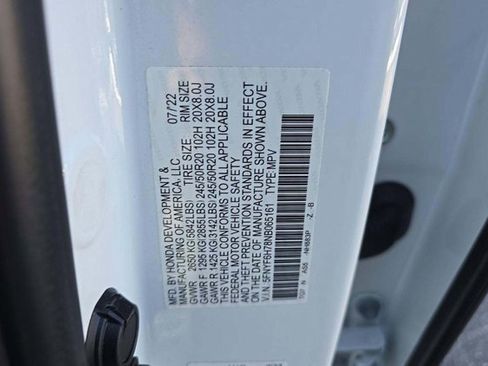 MFD. BY HONDA DEVELOPMENT & 07/'22
MANUFACTURING OF AMERICA, LLC
TIRE SIZE RIM SIZE
GVWR 2650 KG(5842LBS)
GAWR F 1295 KG(2855LBS) 245/50R20 102H 20X8.0J
GAWR R 1425 KG(3142LBS) 245/50R20 102H 20X8.0J
THIS VEHICLE CONFORMS TO ALL APPLICABLE
FEDERAL MOTOR VEHICLE SAFETY
AND THEFT PREVENTION STANDARDS IN EFFECT
ON THE DATE OF MANUFACTURE SHOWN ABOVE.
V.I.N: 5FNYF6H78NB065161 TYPE:MPV
NH883P
-Z -B